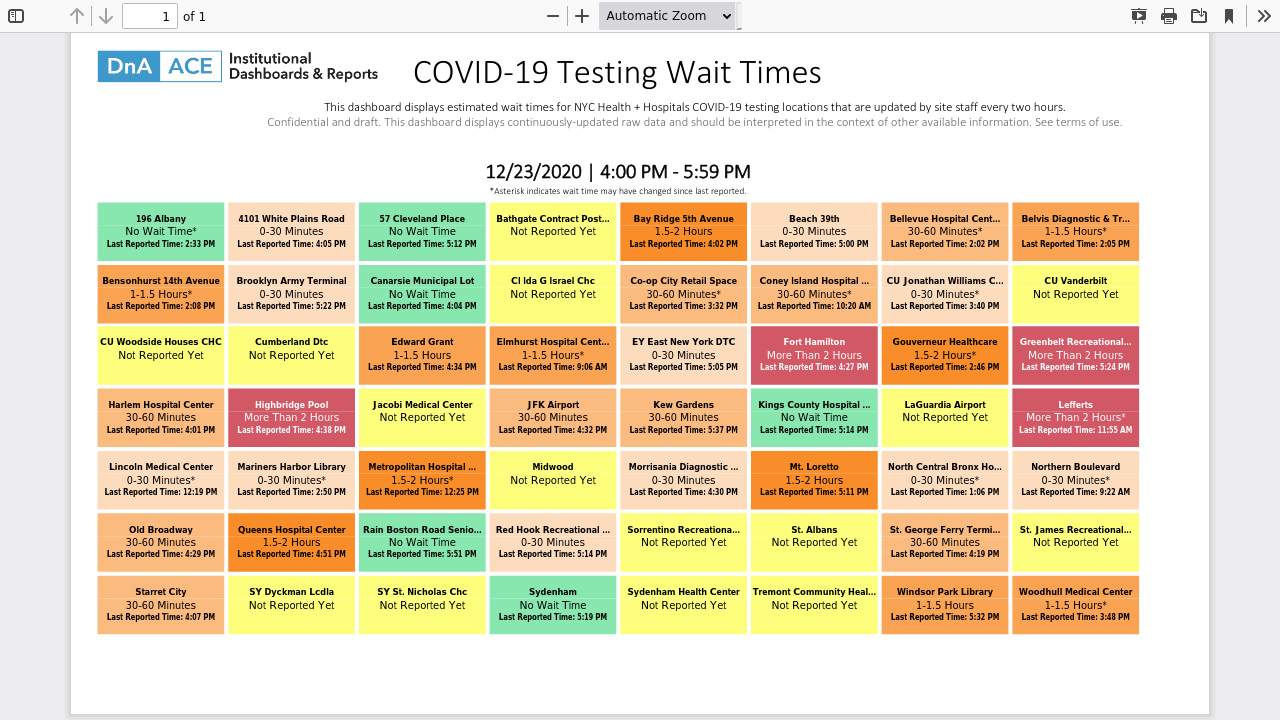 1 of 1 Automatic Zoom
DnA ACE Institutional Dashboards & Reports
COVID-19 Testing Wait Times
This dashboard displays estimated wait times for NYC Health + Hospitals COVID-19 testing locations that are updated by site staff every two hours.
Confidential and draft. This dashboard displays continuously-updated raw data and should be interpreted in the context of other available information. See terms of use.
12/23/2020 | 4:00 PM - 5:59 PM
*Asterisk indicates wait time may have changed since last reported.
196 Albany
No Wait Time*
Last Reported Time: 2:33 PM
4101 White Plains Road
0-30 Minutes
Last Reported Time: 4:05 PM
57 Cleveland Place
No Wait Time
Last Reported Time: 5:12 PM
Bathgate Contract Post...
Not Reported Yet
Bay Ridge 5th Avenue
1.5-2 Hours
Last Reported Time: 4:02 PM
Beach 39th
0-30 Minutes
Last Reported Time: 5:00 PM
Bellevue Hospital Cent...
30-60 Minutes*
Last Reported Time: 2:02 PM
Belvis Diagnostic & Tr...
1-1.5 Hours*
Last Reported Time: 2:05 PM
Bensonhurst 14th Avenue
1-1.5 Hours*
Last Reported Time: 2:08 PM
Brooklyn Army Terminal
0-30 Minutes
Last Reported Time: 5:22 PM
Canarsie Municipal Lot
No Wait Time
Last Reported Time: 4:04 PM
CI Ida G Israel Chc
Not Reported Yet
Co-op City Retail Space
30-60 Minutes*
Last Reported Time: 3:32 PM
Coney Island Hospital ...
30-60 Minutes*
Last Reported Time: 10:20 AM
CU Jonathan Williams C...
0-30 Minutes*
Last Reported Time: 3:40 PM
CU Vanderbilt
Not Reported Yet
CU Woodside Houses CHC
Not Reported Yet
Cumberland Dtc
Not Reported Yet
Edward Grant
1-1.5 Hours
Last Reported Time: 4:34 PM
Elmhurst Hospital Cent...
1-1.5 Hours*
Last Reported Time: 9:06 AM
EY East New York DTC
0-30 Minutes
Last Reported Time: 5:05 PM
Fort Hamilton
More Than 2 Hours
Last Reported Time: 4:27 PM
Gouverneur Healthcare
1.5-2 Hours*
Last Reported Time: 2:46 PM
Greenbelt Recreational...
More Than 2 Hours
Last Reported Time: 5:24 PM
Harlem Hospital Center
30-60 Minutes
Last Reported Time: 4:01 PM
Highbridge Pool
More Than 2 Hours
Last Reported Time: 4:38 PM
Jacobi Medical Center
Not Reported Yet
JFK Airport
30-60 Minutes
Last Reported Time: 4:32 PM
Kew Gardens
30-60 Minutes
Last Reported Time: 5:37 PM
Kings County Hospital ...
No Wait Time
Last Reported Time: 5:14 PM
LaGuardia Airport
Not Reported Yet
Lefferts
More Than 2 Hours*
Last Reported Time: 11:55 AM
Lincoln Medical Center
0-30 Minutes*
Last Reported Time: 12:19 PM
Mariners Harbor Library
0-30 Minutes*
Last Reported Time: 2:50 PM
Metropolitan Hospital ...
1.5-2 Hours*
Last Reported Time: 12:25 PM
Midwood
Not Reported Yet
Morrisania Diagnostic ...
0-30 Minutes
Last Reported Time: 4:30 PM
Mt. Loretto
1.5-2 Hours
Last Reported Time: 5:11 PM
North Central Bronx Ho...
0-30 Minutes*
Last Reported Time: 1:06 PM
Northern Boulevard
0-30 Minutes*
Last Reported Time: 9:22 AM
Old Broadway
30-60 Minutes
Last Reported Time: 4:29 PM
Queens Hospital Center
1.5-2 Hours
Last Reported Time: 4:51 PM
Rain Boston Road Senio...
No Wait Time
Last Reported Time: 5:51 PM
Red Hook Recreational ...
0-30 Minutes
Last Reported Time: 5:14 PM
Sorrentino Recreationa...
Not Reported Yet
St. Albans
Not Reported Yet
St. George Ferry Termi...
30-60 Minutes
Last Reported Time: 4:19 PM
St. James Recreational...
Not Reported Yet
Starret City
30-60 Minutes
Last Reported Time: 4:07 PM
SY Dyckman Lcdla
Not Reported Yet
SY St. Nicholas Chc
Not Reported Yet
Sydenham
No Wait Time
Last Reported Time: 5:19 PM
Sydenham Health Center
Not Reported Yet
Tremont Community Heal...
Not Reported Yet
Windsor Park Library
1-1.5 Hours
Last Reported Time: 5:32 PM
Woodhull Medical Center
1-1.5 Hours*
Last Reported Time: 3:48 PM